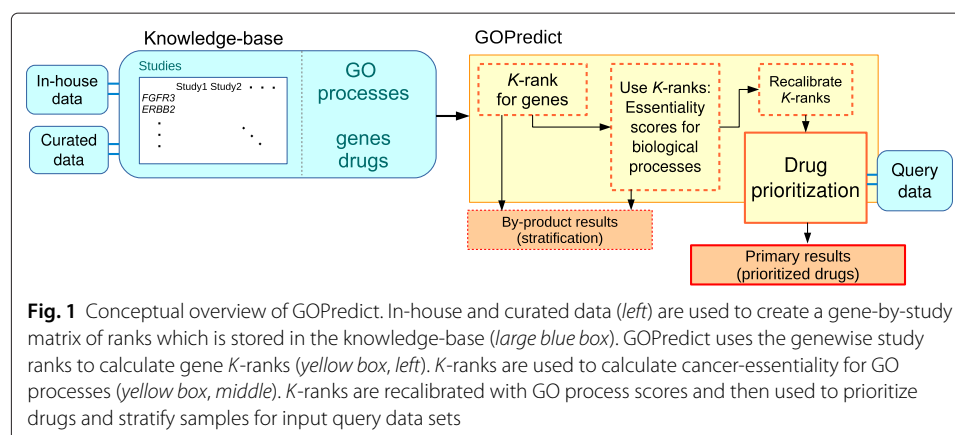 Knowledge-base
GOPredict
In-house
data
Curated
data
Studies
Study1 Study2 . . .
FGFR3
ERBB2
GO
processes
genes
drugs
K-rank
for genes
Use K-ranks:
Essentiality
scores for
biological
processes
Recalibrate
K-ranks
Drug
prioritization
Query
data
By-product results
(stratification)
Primary results
(prioritized drugs)
Fig. 1 Conceptual overview of GOPredict. In-house and curated data (left) are used to create a gene-by-study
matrix of ranks which is stored in the knowledge-base (large blue box). GOPredict uses the genewise study
ranks to calculate gene K-ranks (yellow box, left). K-ranks are used to calculate cancer-essentiality for GO
processes (yellow box, middle). K-ranks are recalibrated with GO process scores and then used to prioritize
drugs and stratify samples for input query data sets